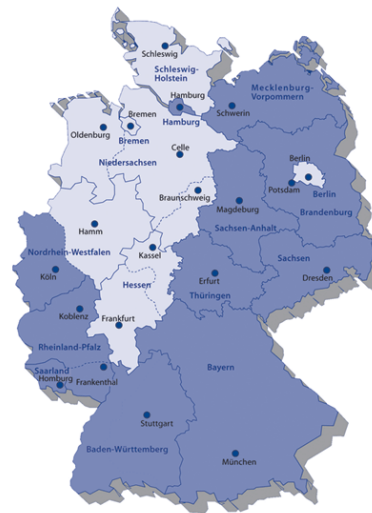 Schleswig
Schleswig-
Holstein
Mecklenburg-
Vorpommern
Hamburg
Hamburg
Schwerin
Bremen
Bremen
Oldenburg
Celle
Niedersachsen
Berlin
Berlin
Potsdam
Brandenburg
Braunschweig
Magdeburg
Sachsen-Anhalt
Hamm
Nordrhein-Westfalen
Kassel
Köln
Hessen
Erfurt
Thüringen
Sachsen
Dresden
Koblenz
Frankfurt
Rheinland-Pfalz
Saarland
Homburg
Frankenthal
Bayern
Stuttgart
Baden-Württemberg
München